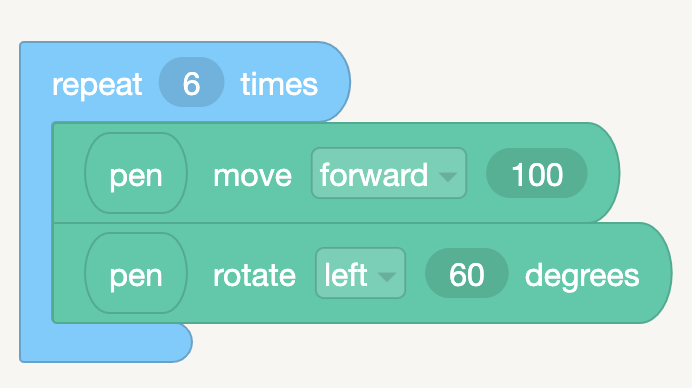 repeat 6 times
pen move forward 100
pen rotate left 60 degrees